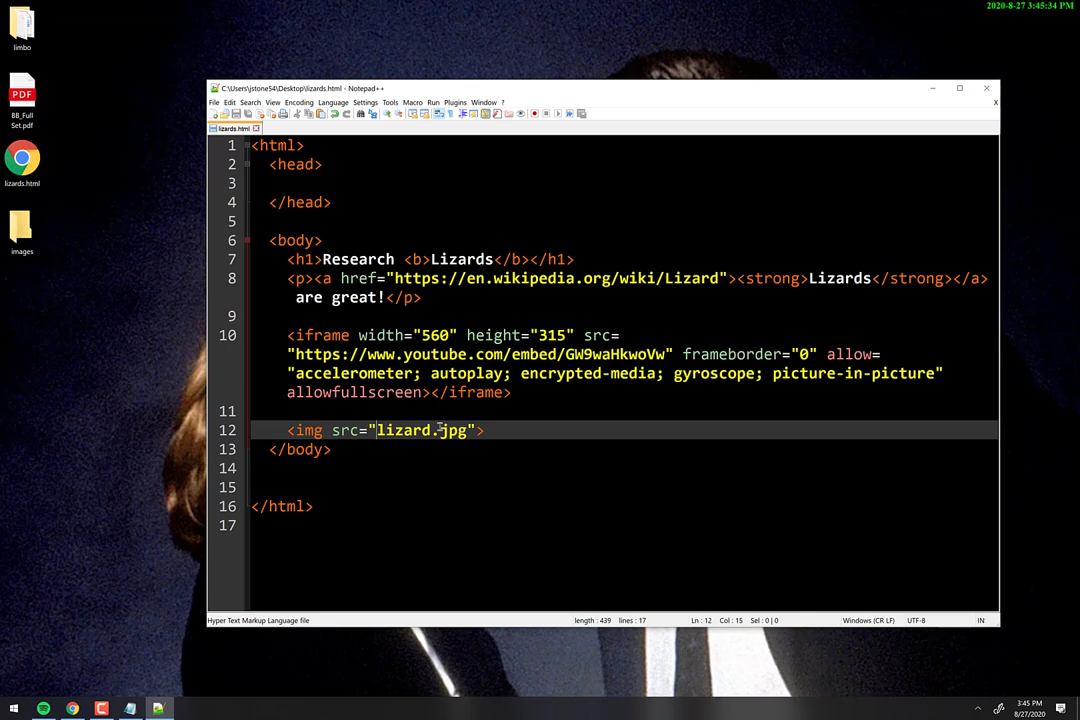 2020-8-27 3:45:34 PM
limbo
PDF
BB_Full
Set.pdf
lizards.html
images
C:\Users\jstone54\Desktop\lizards.html - Notepad++
File Edit Search View Encoding Language Settings Tools Macro Run Plugins Window ? X
lizards.html
1 <html>
2 <head>
3
4 </head>
5
6 <body>
7 <h1>Research <b>Lizards</b></h1>
8 <p><a href="https://en.wikipedia.org/wiki/Lizard"><strong>Lizards</strong></a>
are great!</p>
9
10 <iframe width="560" height="315" src=
"https://www.youtube.com/embed/GW9waHkwoVw" frameborder="0" allow=
"accelerometer; autoplay; encrypted-media; gyroscope; picture-in-picture"
allowfullscreen></iframe>
11
12 <img src="lizard.jpg">
13 </body>
14
15
16 </html>
17
Hyper Text Markup Language file length : 439 lines : 17 Ln : 12 Col : 15 Sel : 0 | 0 Windows (CR LF) UTF-8 IN
3:45 PM
8/27/2020